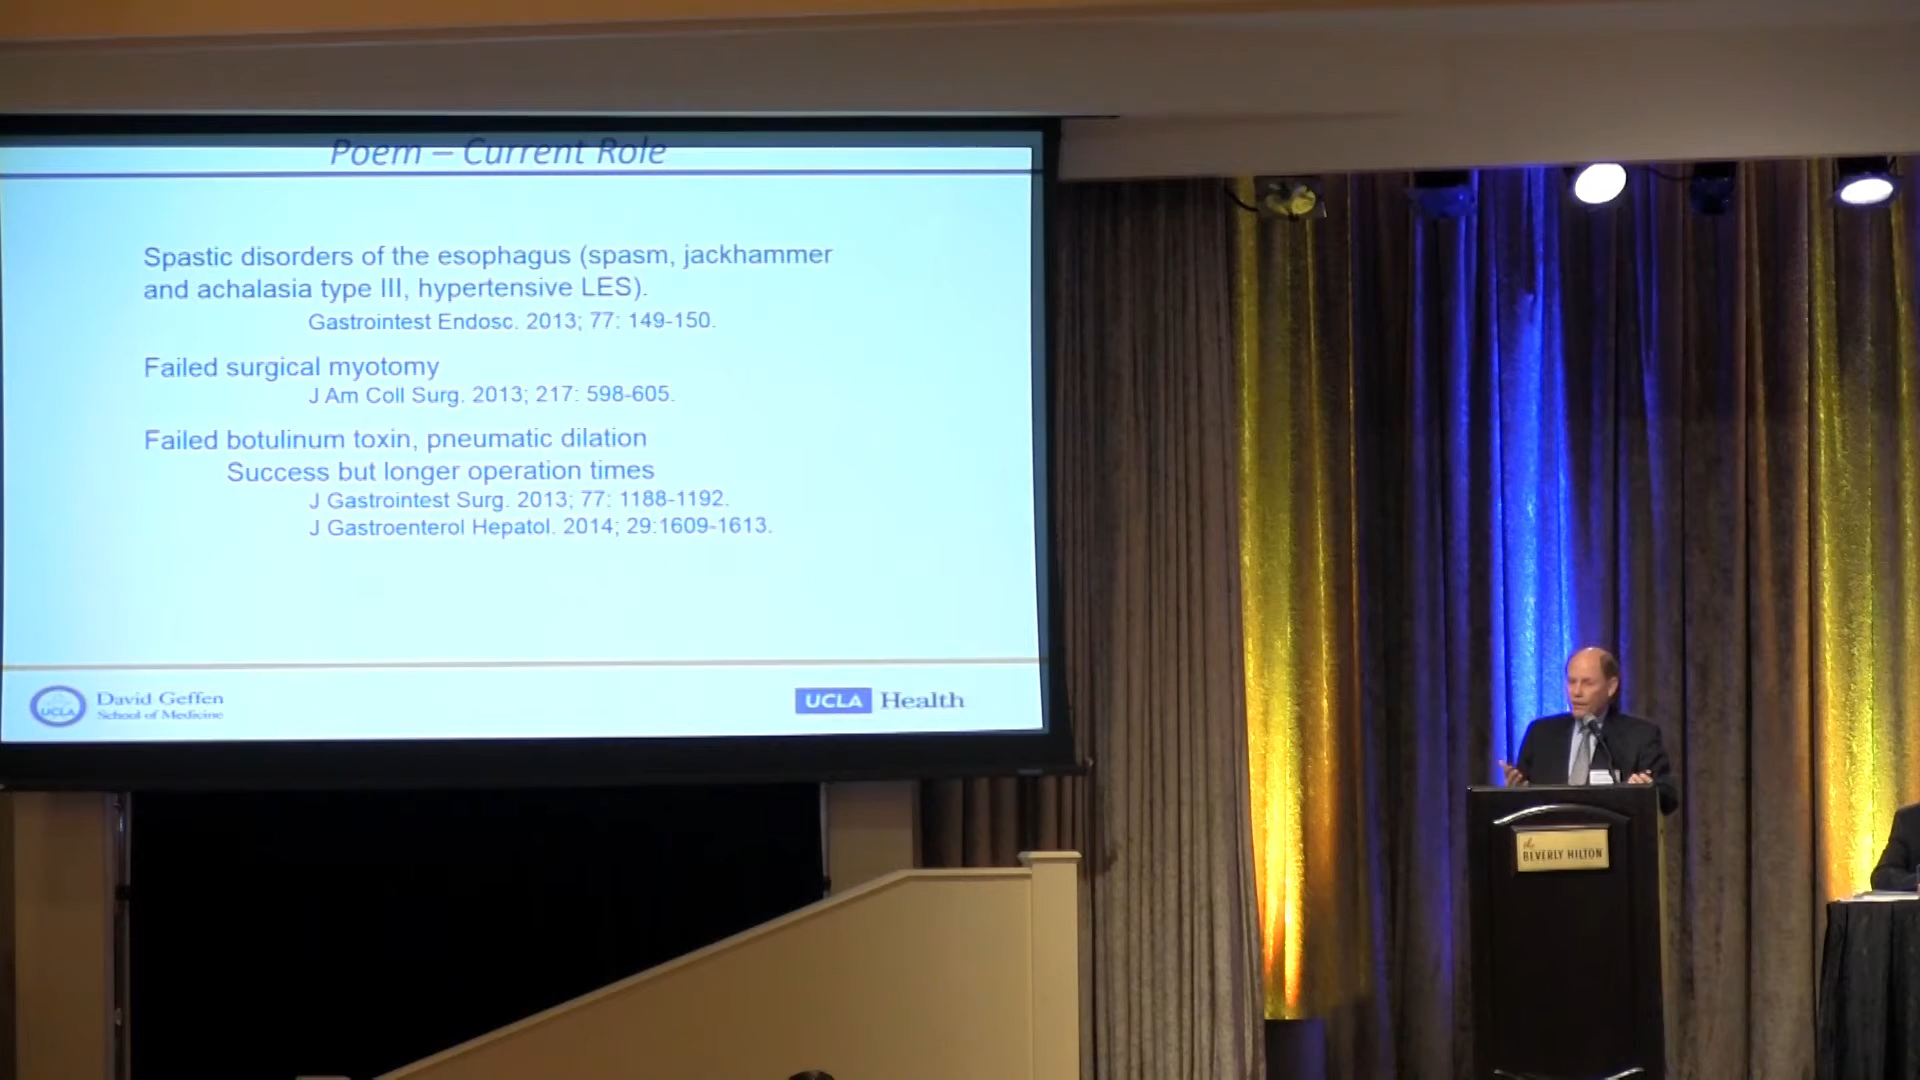 Poem – Current Role
Spastic disorders of the esophagus (spasm, jackhammer
and achalasia type III, hypertensive LES).
Gastrointest Endosc. 2013; 77: 149-150.
Failed surgical myotomy
J Am Coll Surg. 2013; 217: 598-605.
Failed botulinum toxin, pneumatic dilation
Success but longer operation times
J Gastrointest Surg. 2013; 77: 1188-1192.
J Gastroenterol Hepatol. 2014; 29:1609-1613.
UCLA
David Geffen
School of Medicine
UCLA Health
the
BEVERLY HILTON